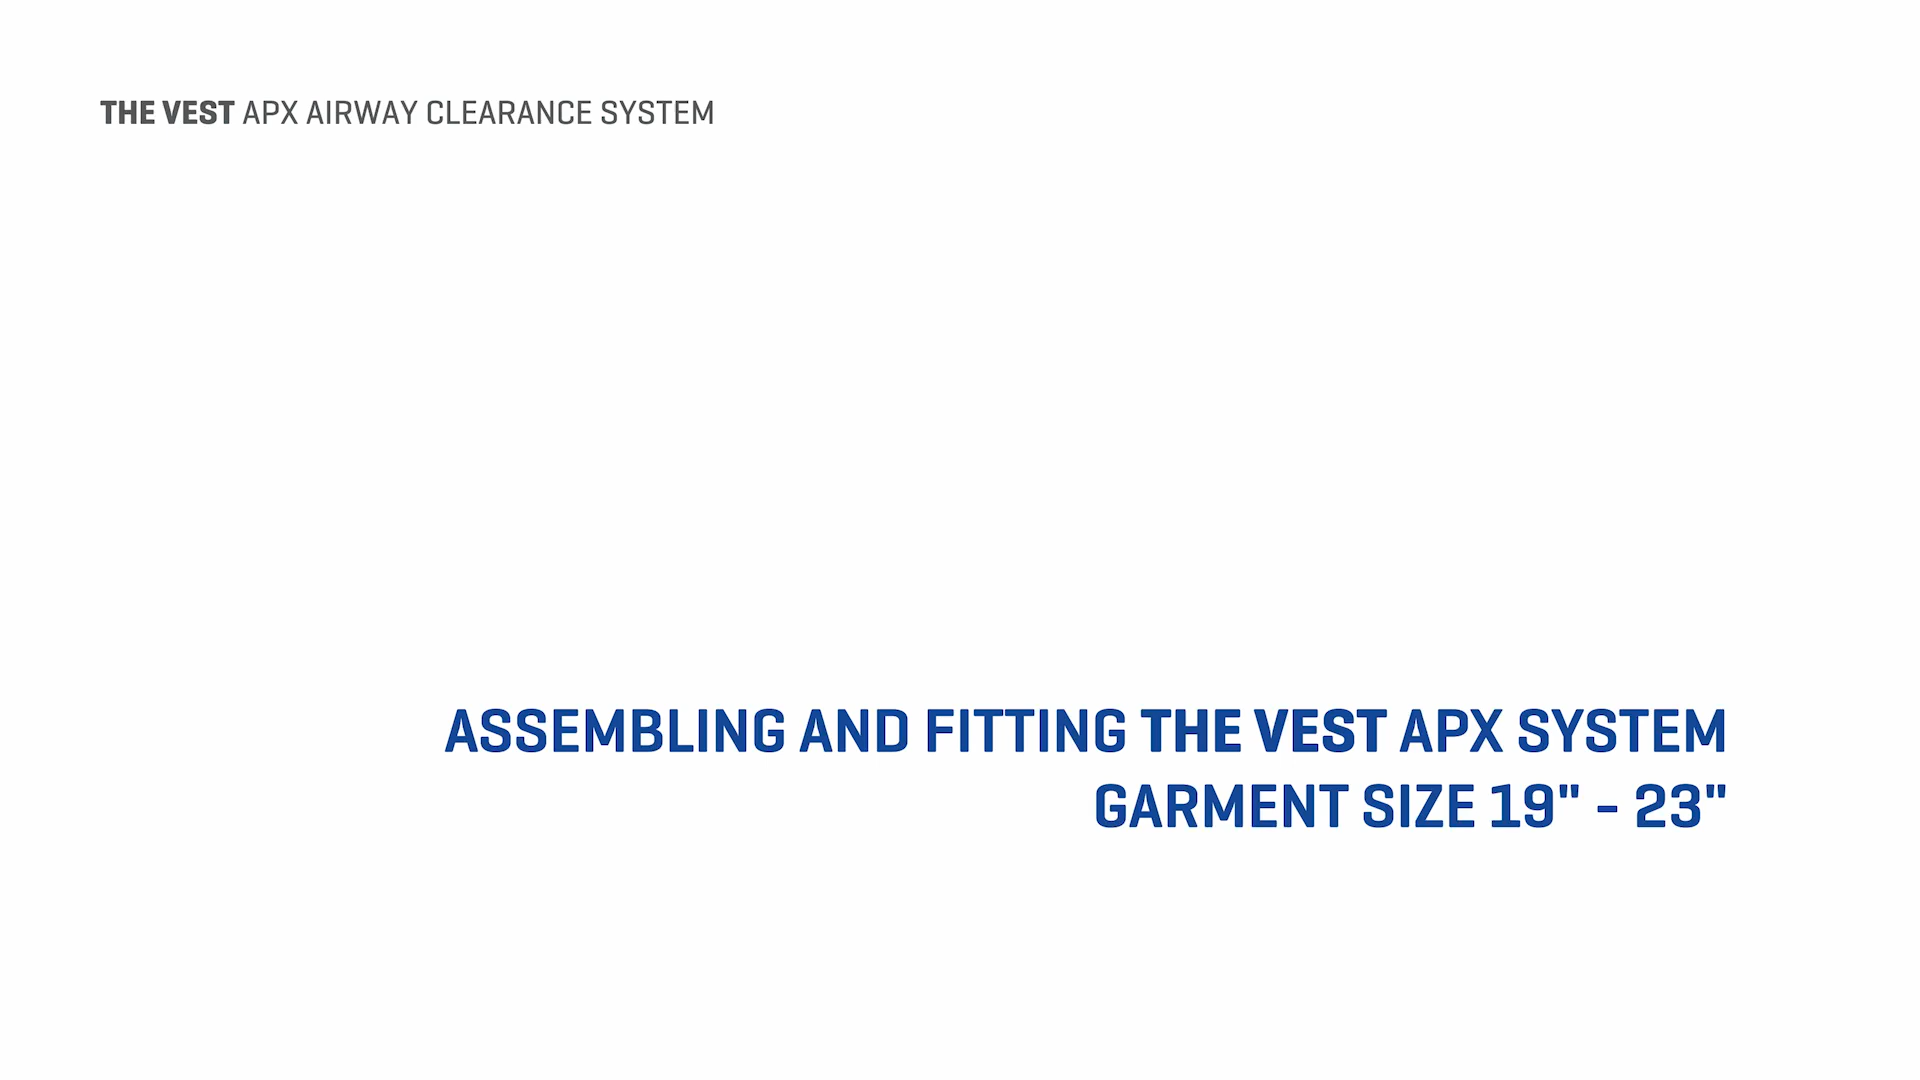 THE VEST APX AIRWAY CLEARANCE SYSTEM
ASSEMBLING AND FITTING THE VEST APX SYSTEM
GARMENT SIZE 19" - 23"